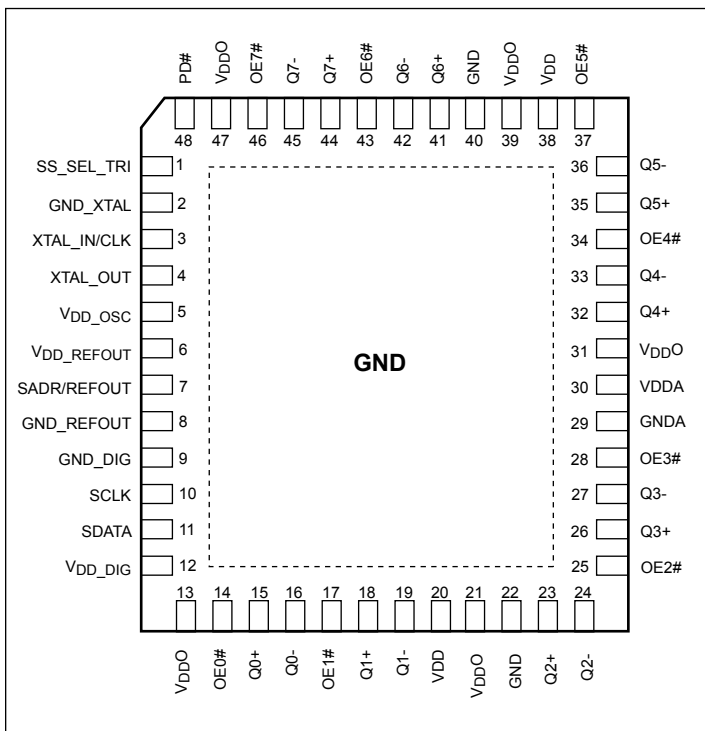 PD#
VDDO
OE7#
Q7-
Q7+
OE6#
Q6-
Q6+
GND
VDDO
VDD
OE5#
48 47 46 45 44 43 42 41 40 39 38 37
SS_SEL_TRI 1
GND_XTAL 2
XTAL_IN/CLK 3
XTAL_OUT 4
VDD_OSC 5
VDD_REFOUT 6
SADR/REFOUT 7
GND_REFOUT 8
GND_DIG 9
SCLK 10
SDATA 11
VDD_DIG 12
GND
36 Q5-
35 Q5+
34 OE4#
33 Q4-
32 Q4+
31 VDDO
30 VDDA
29 GNDA
28 OE3#
27 Q3-
26 Q3+
25 OE2#
13 14 15 16 17 18 19 20 21 22 23 24
VDDO
OE0#
Q0+
Q0-
OE1#
Q1+
Q1-
VDD
VDDO
GND
Q2+
Q2-